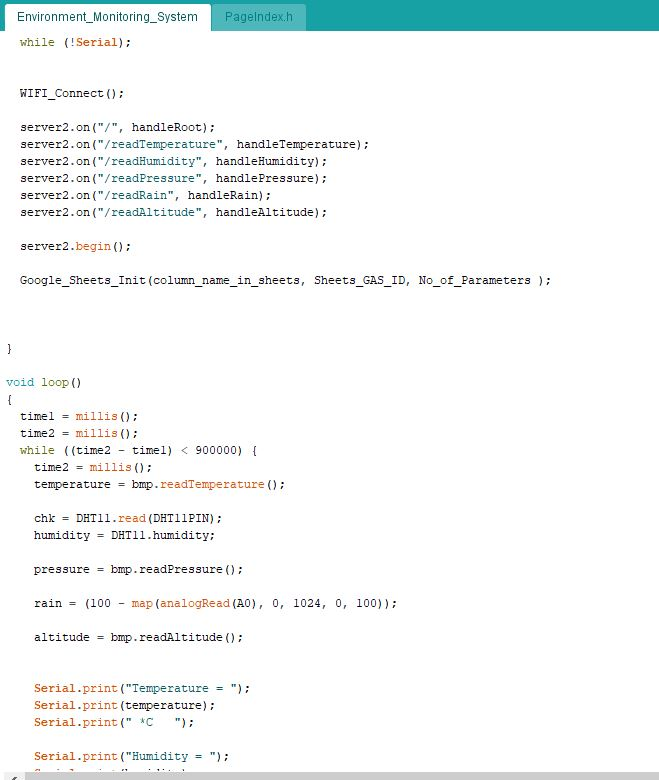 Environment_Monitoring_System
PageIndex.h
while (!Serial);
WIFI_Connect();
server2.on("/", handleRoot);
server2.on("/readTemperature", handleTemperature);
server2.on("/readHumidity", handleHumidity);
server2.on("/readPressure", handlePressure);
server2.on("/readRain", handleRain);
server2.on("/readAltitude", handleAltitude);
server2.begin();
Google_Sheets_Init(column_name_in_sheets, Sheets_GAS_ID, No_of_Parameters );
}
void loop()
{
time1 = millis();
time2 = millis();
while ((time2 - time1) < 900000) {
time2 = millis();
temperature = bmp.readTemperature();
chk = DHT11.read(DHT11PIN);
humidity = DHT11.humidity;
pressure = bmp.readPressure();
rain = (100 - map(analogRead(A0), 0, 1024, 0, 100));
altitude = bmp.readAltitude();
Serial.print("Temperature = ");
Serial.print(temperature);
Serial.print(" *C   ");
Serial.print("Humidity = ");